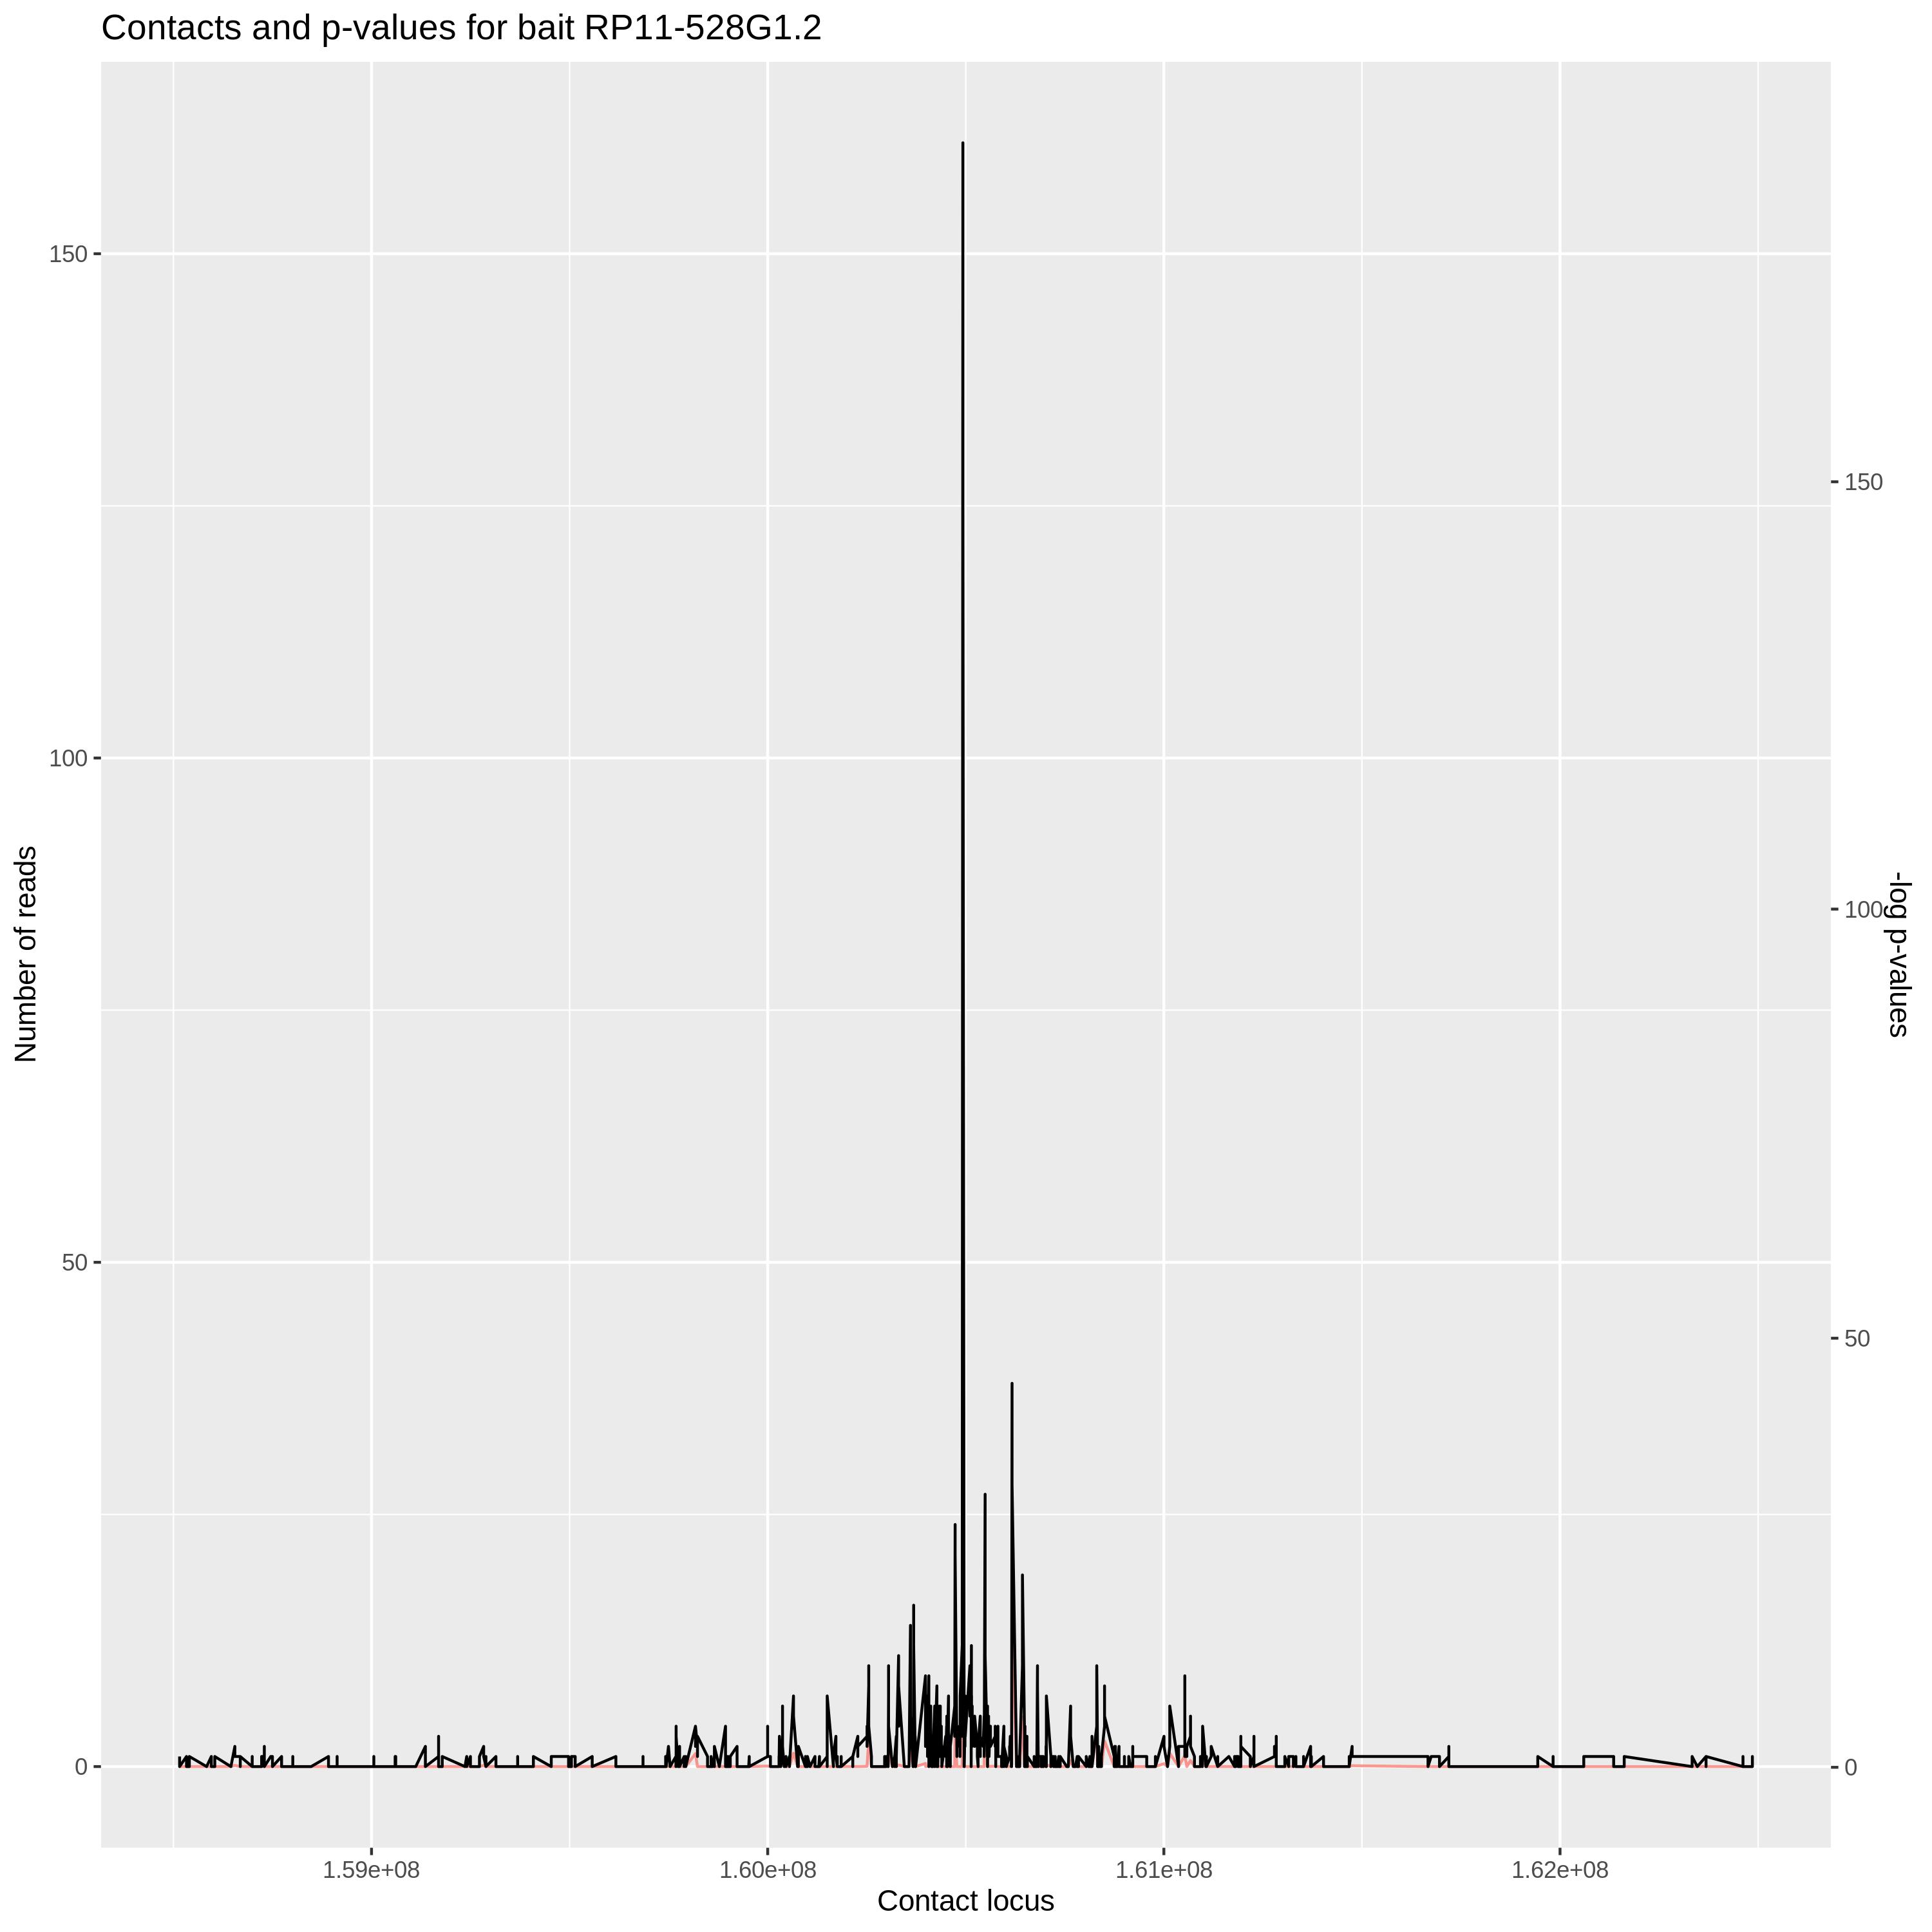 Contacts and p-values for bait RP11-528G1.2
150
100
50
0
Number of reads
150
100
50
0
-log p-values
1.59e+08
1.60e+08
1.61e+08
1.62e+08
Contact locus